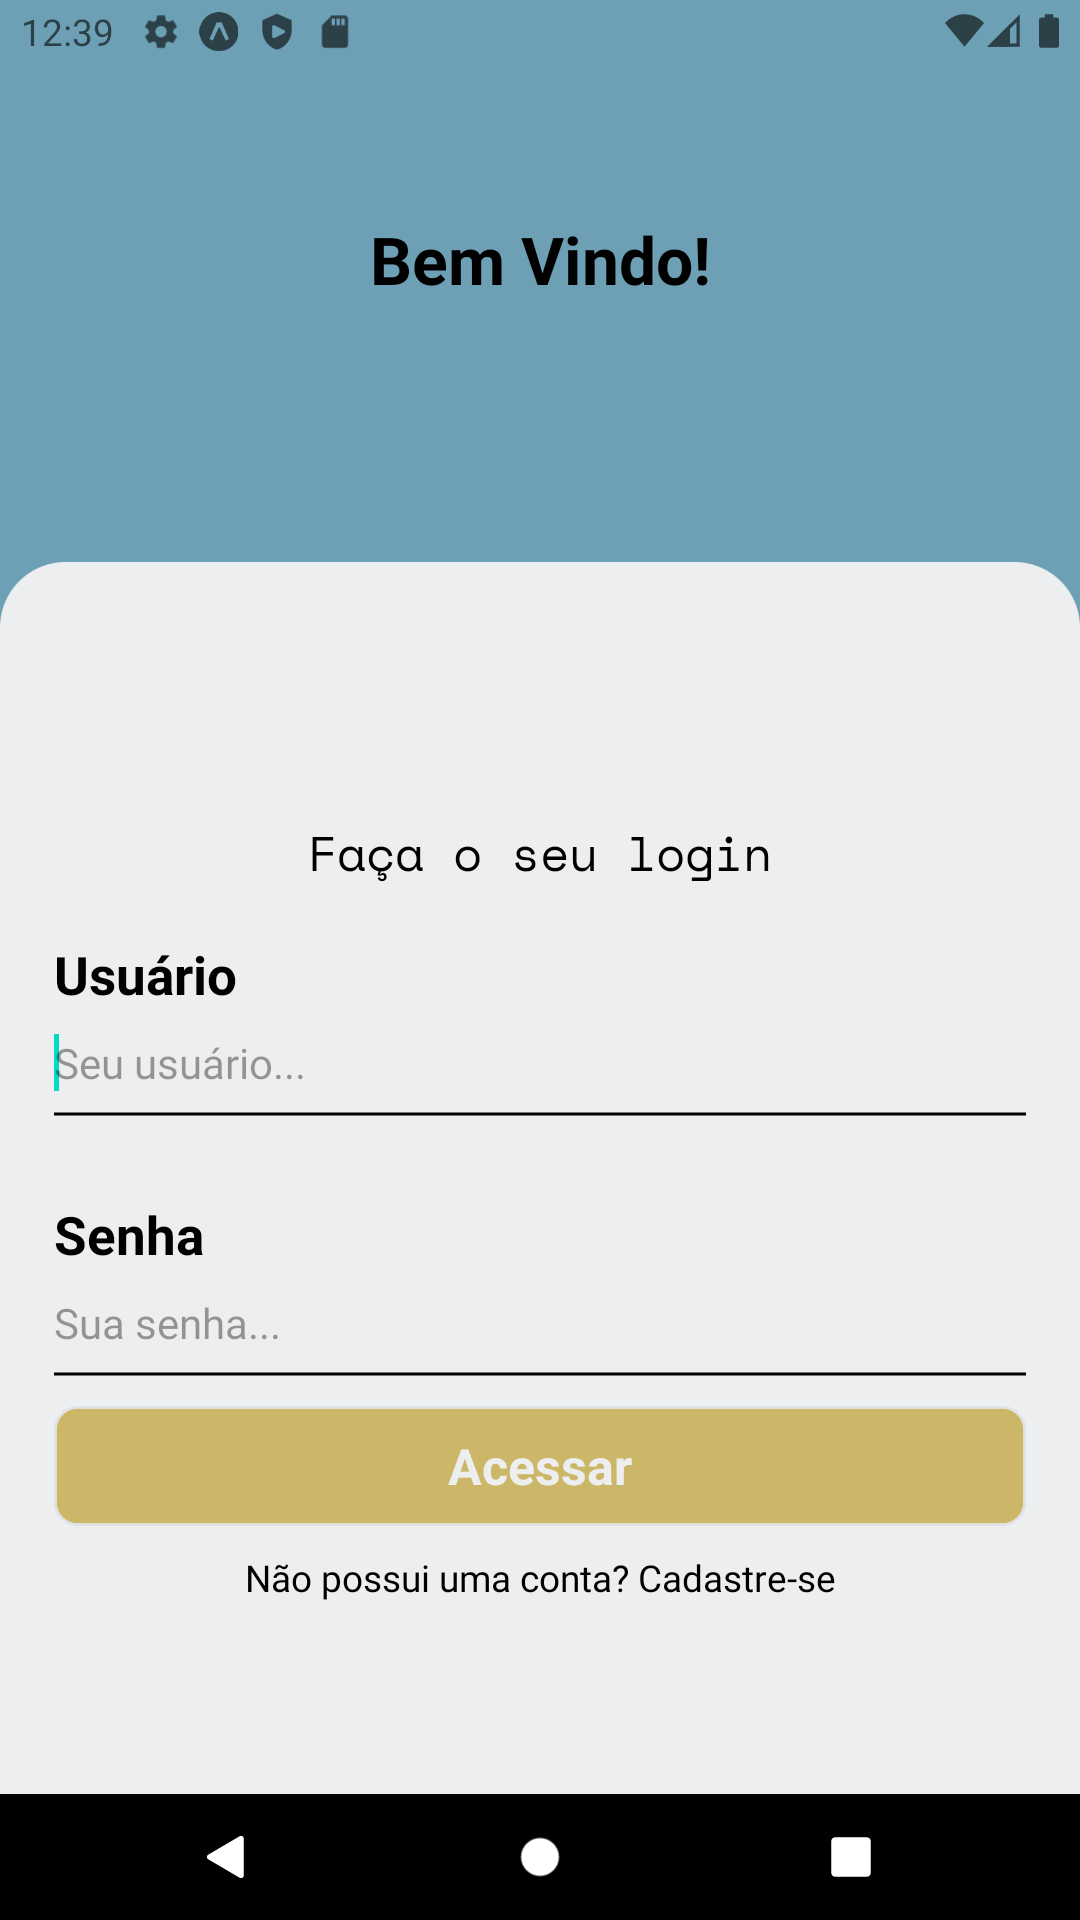 12:39
Bem Vindo!
Faça o seu login
Usuário
Seu usuário...
Senha
Sua senha...
Acessar
Não possui uma conta? Cadastre-se